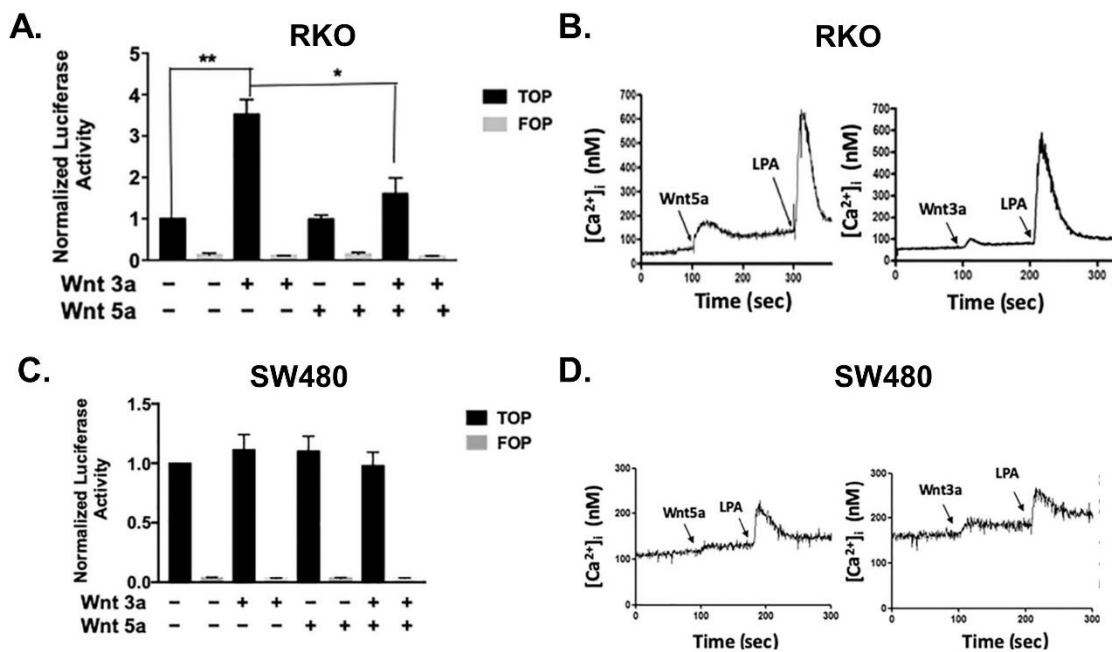 A.
RKO
Normalized Luciferase
Activity
5
4
3
2
1
0
**
*
TOP
FOP
Wnt 3a − − + + − − + +
Wnt 5a − − − − + + + +
B.
RKO
[Ca²⁺]ᵢ (nM)
700
600
500
400
300
200
100
0
Wnt5a
LPA
0 100 200 300
Time (sec)
[Ca²⁺]ᵢ (nM)
700
600
500
400
300
200
100
0
Wnt3a
LPA
0 100 200 300
Time (sec)
C.
SW480
Normalized Luciferase
Activity
1.5
1.0
0.5
0.0
TOP
FOP
Wnt 3a − − + + − − + +
Wnt 5a − − − − + + + +
D.
SW480
[Ca²⁺]ᵢ (nM)
300
200
100
0
Wnt5a
LPA
0 100 200 300
Time (sec)
[Ca²⁺]ᵢ (nM)
300
200
100
0
Wnt3a
LPA
0 100 200 300
Time (sec)